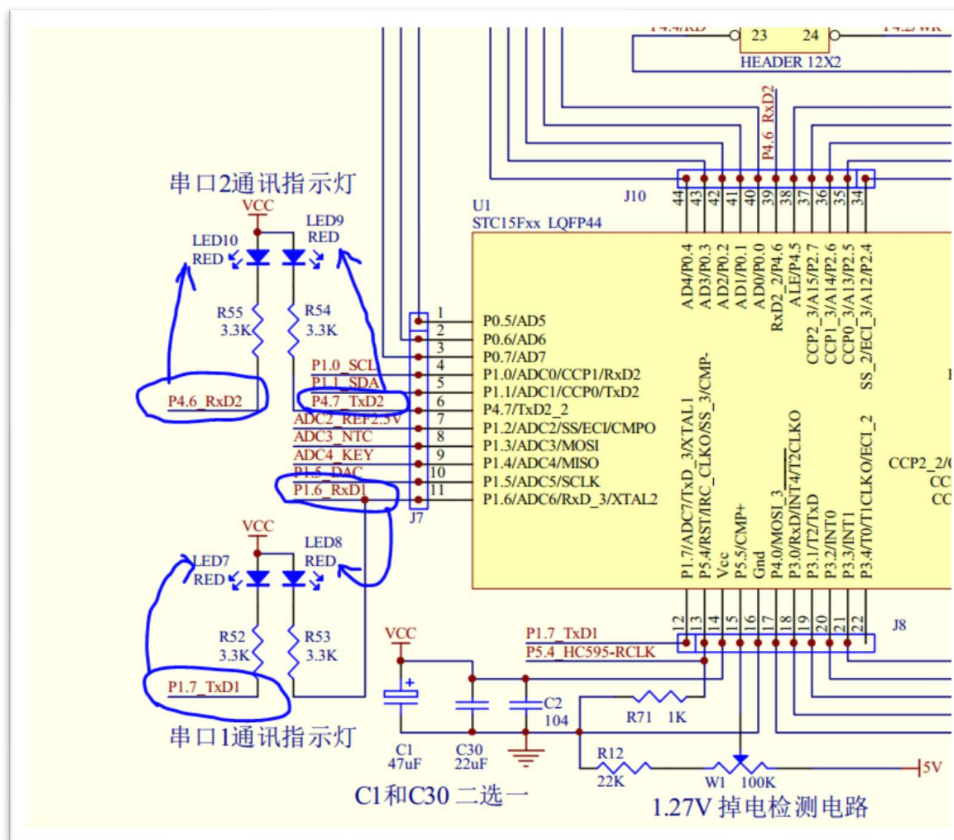 23 24
HEADER 12X2
P4.6_RxD2
J10
44 43 42 41 40 39 38 37 36 35 34
串口2通讯指示灯
VCC
LED9
RED
LED10
RED
R55
3.3K
R54
3.3K
P4.6_RxD2
U1
STC15Fxx LQFP44
AD4/P0.4
AD3/P0.3
AD2/P0.2
AD1/P0.1
AD0/P0.0
RxD2_2/P4.6
ALE/P4.5
CCP2_3/A15/P2.7
CCP1_3/A14/P2.6
CCP0_3/A13/P2.5
SS_2/ECI_3/A12/P2.4
1 P0.5/AD5
2 P0.6/AD6
3 P0.7/AD7
P1.0_SCL 4 P1.0/ADC0/CCP1/RxD2
P1.1_SDA 5 P1.1/ADC1/CCP0/TxD2
P4.7_TxD2 6 P4.7/TxD2_2
ADC2_REF2.5V 7 P1.2/ADC2/SS/ECI/CMPO
ADC3_NTC 8 P1.3/ADC3/MOSI
ADC4_KEY 9 P1.4/ADC4/MISO
P1.5_DAC 10 P1.5/ADC5/SCLK
P1.6_RxD1 11 P1.6/ADC6/RxD_3/XTAL2
J7
CCP2_2/
P1.7/ADC7/TxD_3/XTAL1
P5.4/RST/IRC_CLKO/SS_3/CMP-
Vcc
P5.5/CMP+
Gnd
P4.0/MOSI_3
P3.0/RxD/INT4/T2CLKO
P3.1/T2/TxD
P3.2/INT0
P3.3/INT1
P3.4/T0/T1CLKO/ECI_2
12 13 14 15 16 17 18 19 20 21 22
J8
VCC
LED7
RED
LED8
RED
R52
3.3K
R53
3.3K
P1.7_TxD1
串口1通讯指示灯
P1.7_TxD1
P5.4_HC595-RCLK
VCC
+
C1
47uF
C30
22uF
C2
104
R71 1K
R12
22K
W1 100K
5V
C1和C30 二选一
1.27V 掉电检测电路